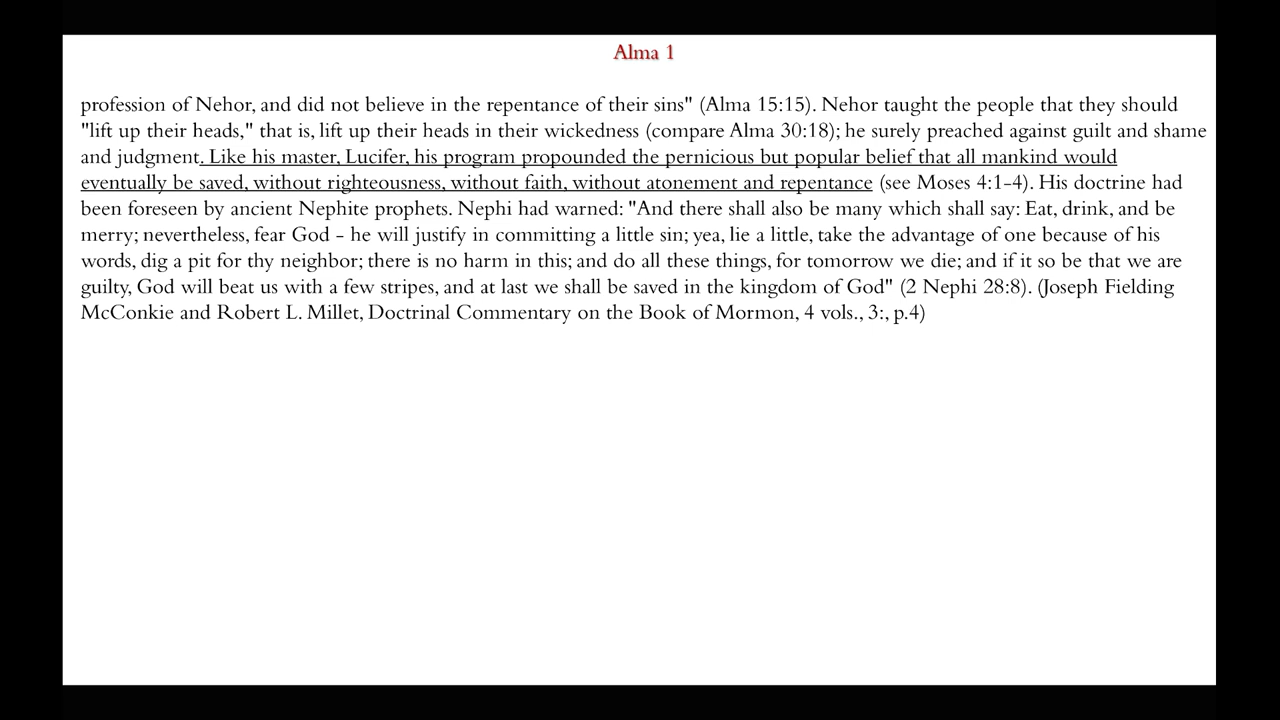 Alma 1
profession of Nehor, and did not believe in the repentance of their sins" (Alma 15:15). Nehor taught the people that they should
"lift up their heads," that is, lift up their heads in their wickedness (compare Alma 30:18); he surely preached against guilt and shame
and judgment. Like his master, Lucifer, his program propounded the pernicious but popular belief that all mankind would
eventually be saved, without righteousness, without faith, without atonement and repentance (see Moses 4:1-4). His doctrine had
been foreseen by ancient Nephite prophets. Nephi had warned: "And there shall also be many which shall say: Eat, drink, and be
merry; nevertheless, fear God - he will justify in committing a little sin; yea, lie a little, take the advantage of one because of his
words, dig a pit for thy neighbor; there is no harm in this; and do all these things, for tomorrow we die; and if it so be that we are
guilty, God will beat us with a few stripes, and at last we shall be saved in the kingdom of God" (2 Nephi 28:8). (Joseph Fielding
McConkie and Robert L. Millet, Doctrinal Commentary on the Book of Mormon, 4 vols., 3:, p.4)